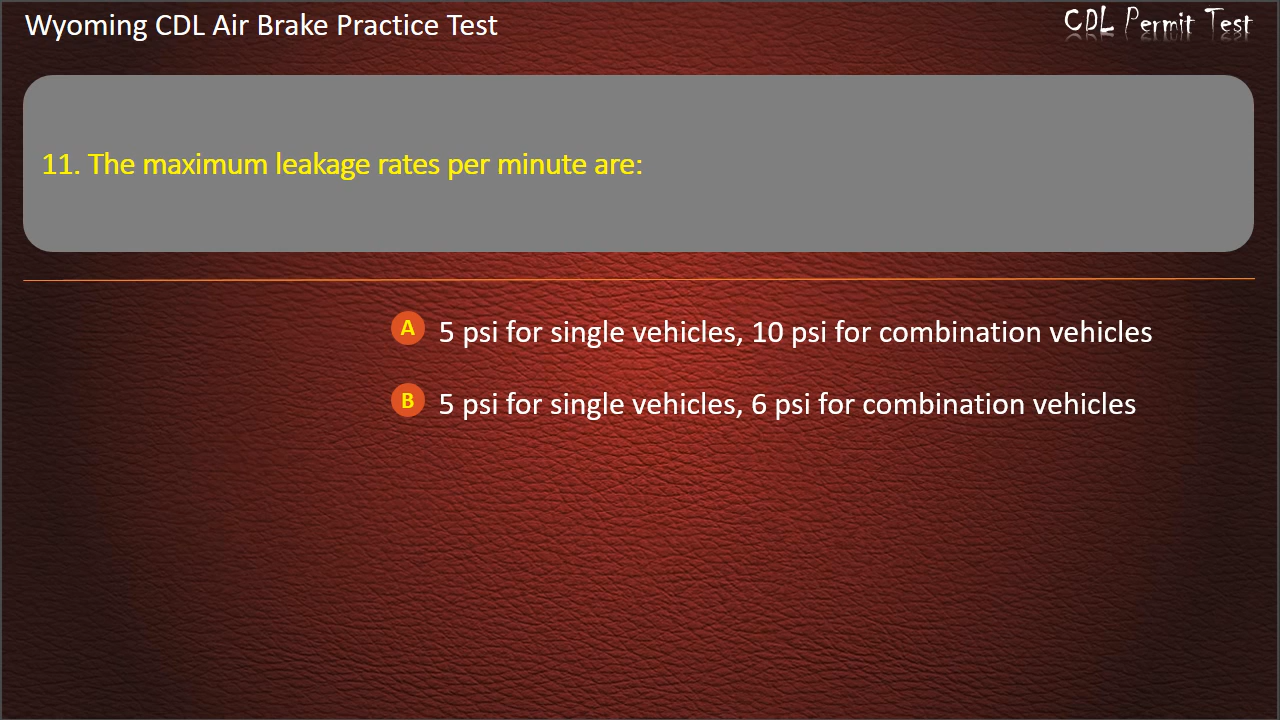 Wyoming CDL Air Brake Practice Test
CDL Permit Test
11. The maximum leakage rates per minute are:
A 5 psi for single vehicles, 10 psi for combination vehicles
B 5 psi for single vehicles, 6 psi for combination vehicles